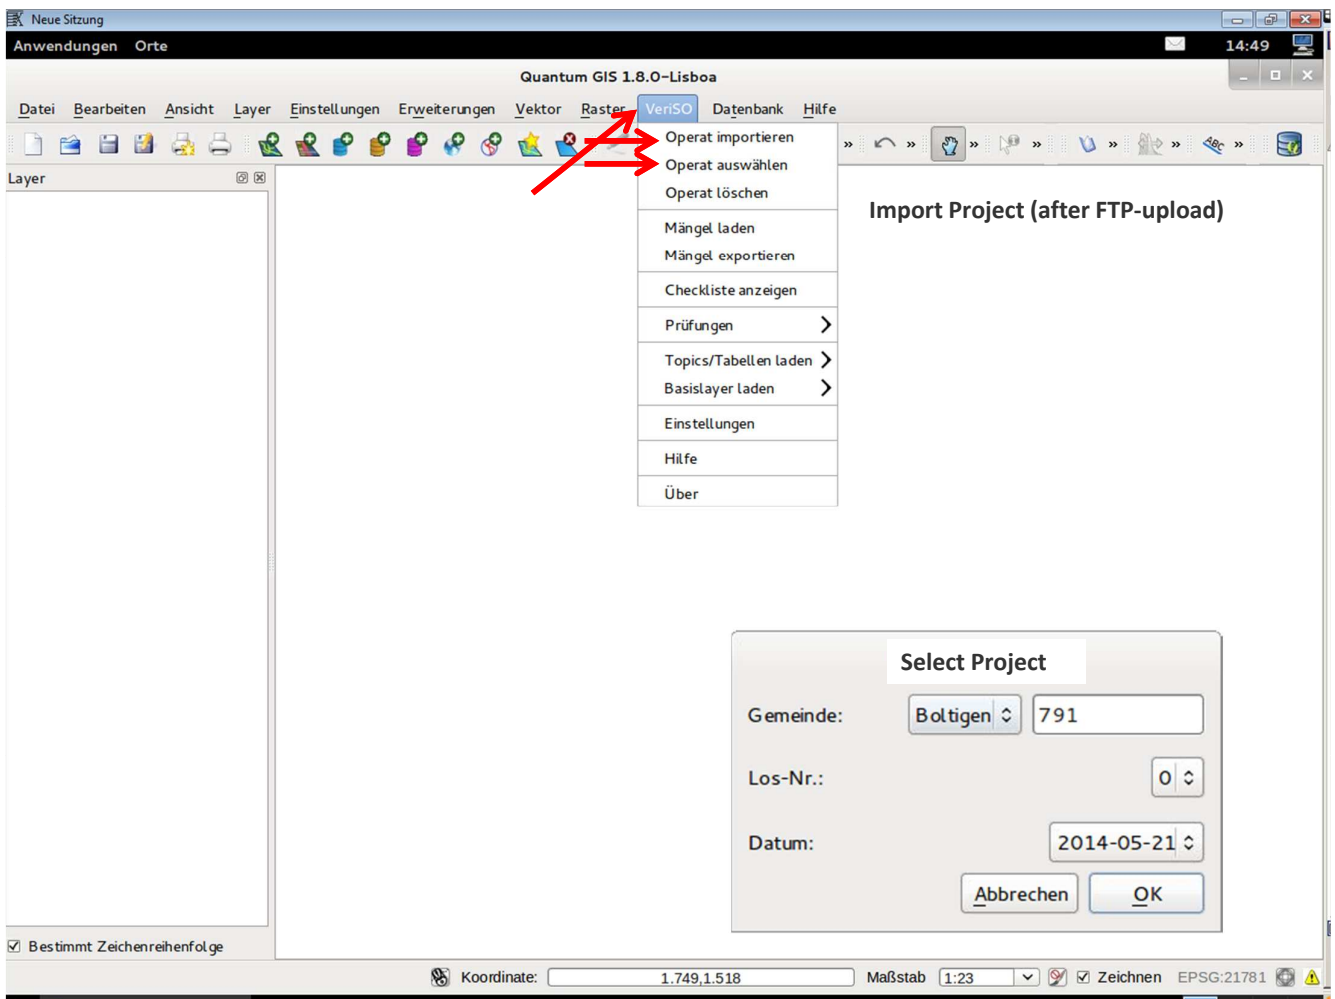 Neue Sitzung
Anwendungen Orte 14:49
Quantum GIS 1.8.0-Lisboa
Datei Bearbeiten Ansicht Layer Einstellungen Erweiterungen Vektor Raster VeriSO Datenbank Hilfe
Operat importieren
Operat auswählen
Operat löschen
Mängel laden
Mängel exportieren
Checkliste anzeigen
Prüfungen
Topics/Tabellen laden
Basislayer laden
Einstellungen
Hilfe
Über
Layer
Import Project (after FTP-upload)
Select Project
Gemeinde: Boltigen 791
Los-Nr.: 0
Datum: 2014-05-21
Abbrechen OK
Bestimmt Zeichenreihenfolge
Koordinate: 1.749,1.518 Maßstab 1:23 Zeichnen EPSG:21781